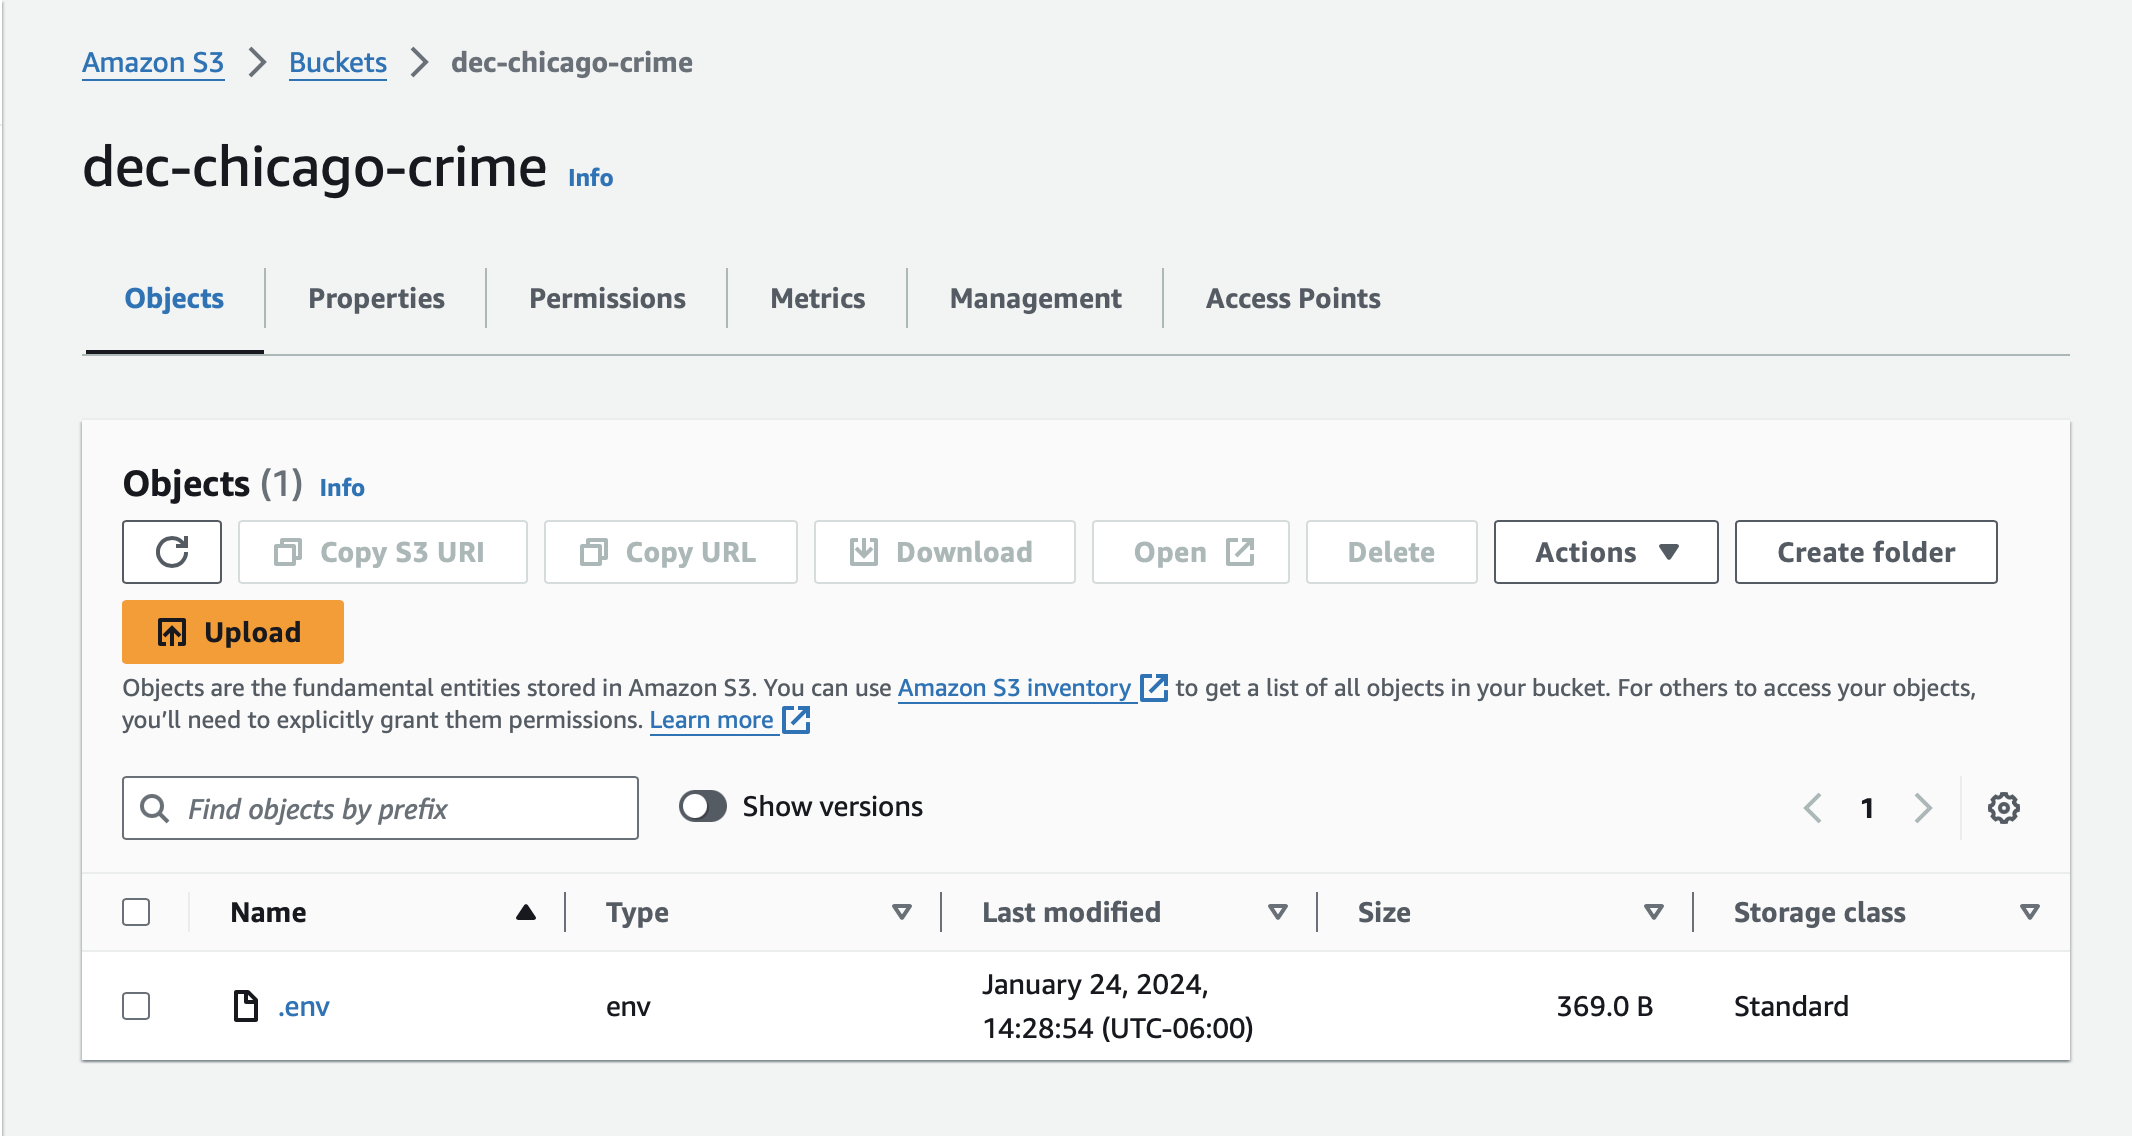 Amazon S3 Buckets dec-chicago-crime
dec-chicago-crime Info
Objects Properties Permissions Metrics Management Access Points
Objects (1) Info
Copy S3 URI Copy URL Download Open Delete Actions Create folder
Upload
Objects are the fundamental entities stored in Amazon S3. You can use Amazon S3 inventory to get a list of all objects in your bucket. For others to access your objects,
you'll need to explicitly grant them permissions. Learn more
Find objects by prefix Show versions 1
Name Type Last modified Size Storage class
.env env January 24, 2024, 369.0 B Standard
14:28:54 (UTC-06:00)